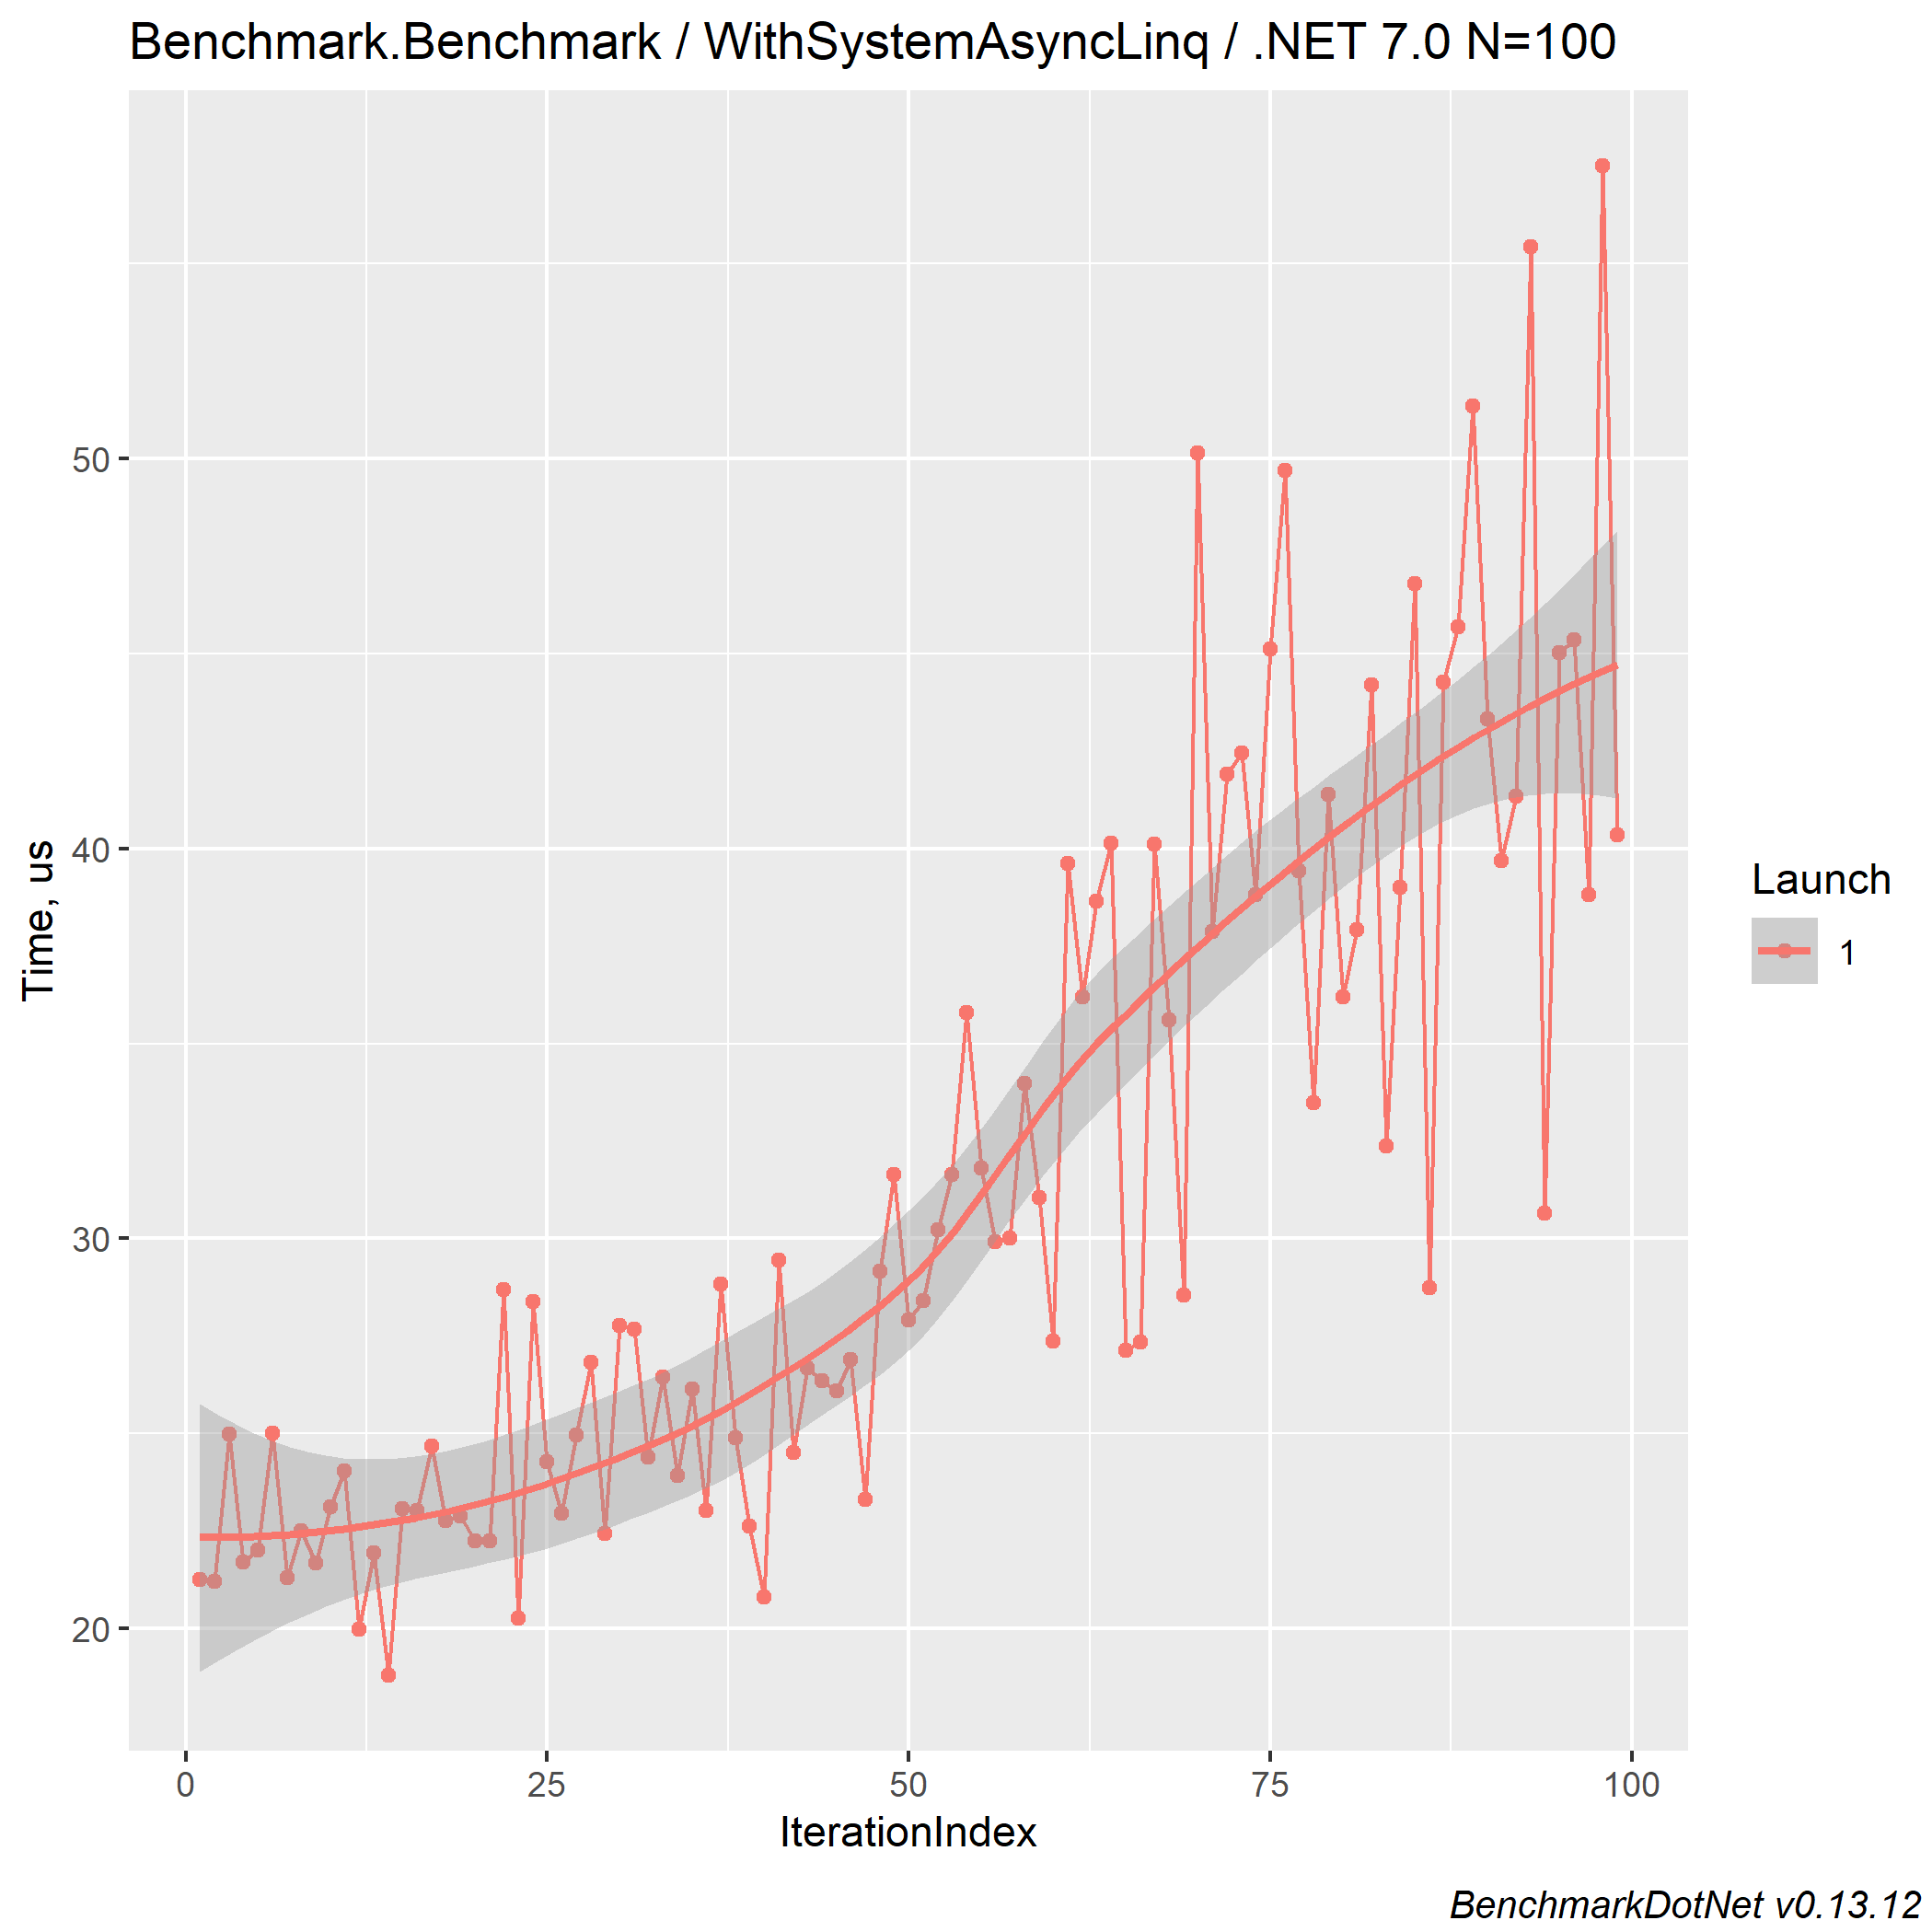 Benchmark.Benchmark / WithSystemAsyncLinq / .NET 7.0 N=100
50
40
30
20
Time, us
0 25 50 75 100
IterationIndex
Launch
1
BenchmarkDotNet v0.13.12